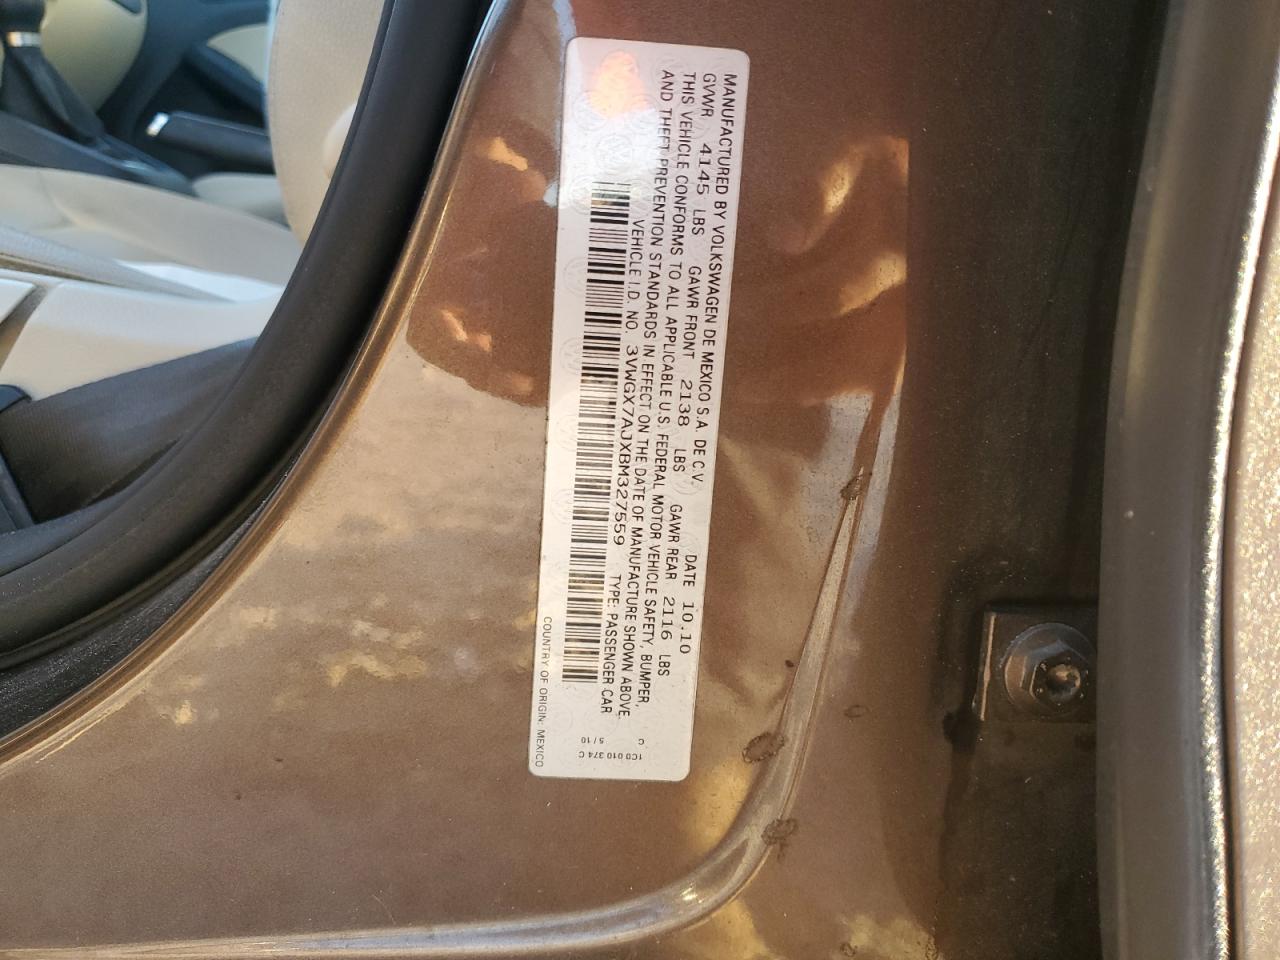 MANUFACTURED BY VOLKSWAGEN DE MEXICO S.A. DE C.V. DATE 10.10
GVWR 4145 LBS GAWR FRONT 2138 LBS GAWR REAR 2116 LBS
THIS VEHICLE CONFORMS TO ALL APPLICABLE U.S. FEDERAL MOTOR VEHICLE SAFETY, BUMPER,
AND THEFT PREVENTION STANDARDS IN EFFECT ON THE DATE OF MANUFACTURE SHOWN ABOVE.
VEHICLE I.D. NO. 3VWGX7AJXBM327559 TYPE: PASSENGER CAR
COUNTRY OF ORIGIN: MEXICO
1C0 010 374 C
5/10 C